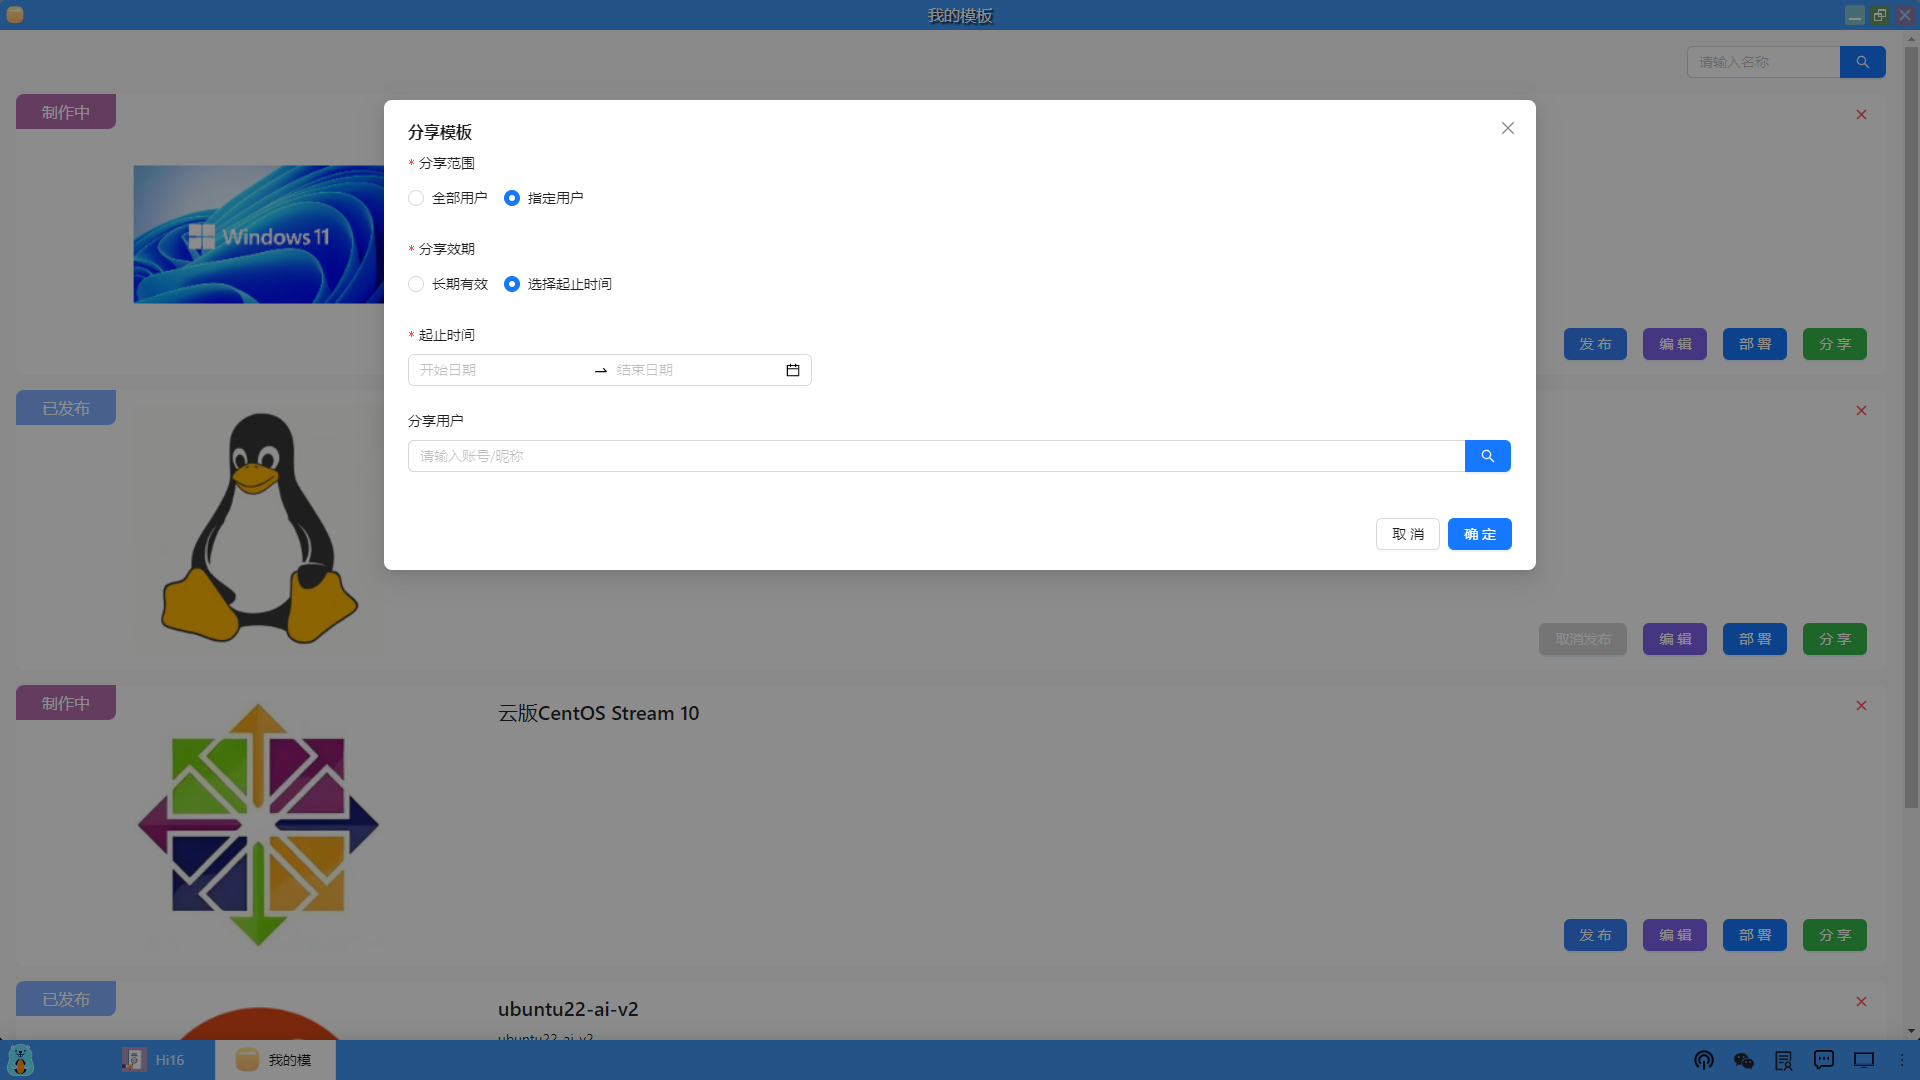 我的模板
请输入名称
制作中
Windows 11
分享模板
* 分享范围
全部用户 指定用户
* 分享效期
长期有效 选择起止时间
* 起止时间
开始日期 结束日期
分享用户
请输入账号/昵称
取 消 确 定
发 布 编 辑 部 署 分 享
已发布
取消发布 编 辑 部 署 分 享
制作中
云版CentOS Stream 10
发 布 编 辑 部 署 分 享
已发布
ubuntu22-ai-v2
ubuntu22-ai-v2
Hi16 我的模